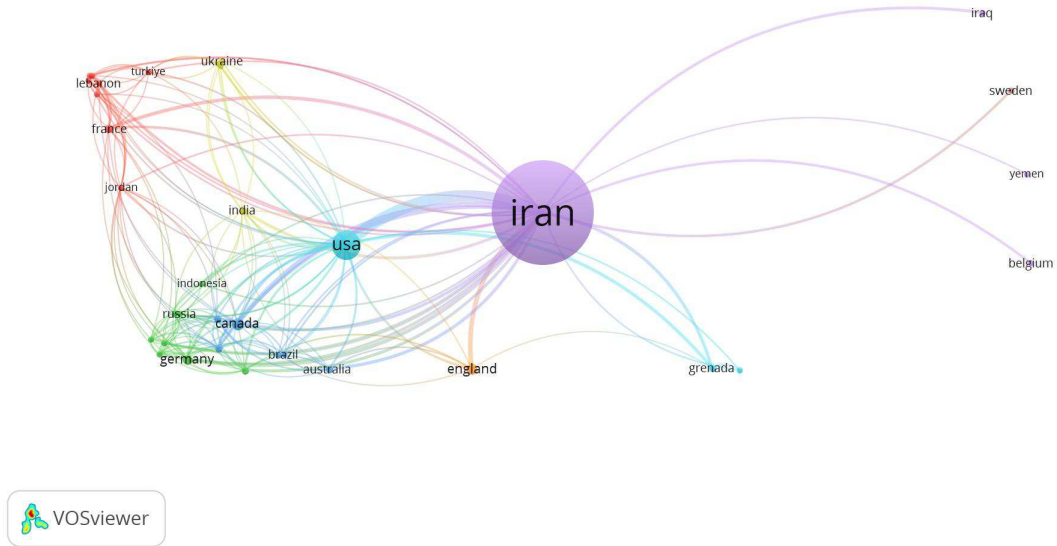 iraq
ukraine
turkiye
lebanon
sweden
france
yemen
jordan
india
iran
usa
belgium
indonesia
russia
canada
brazil
germany
australia
england
grenada
VOSviewer